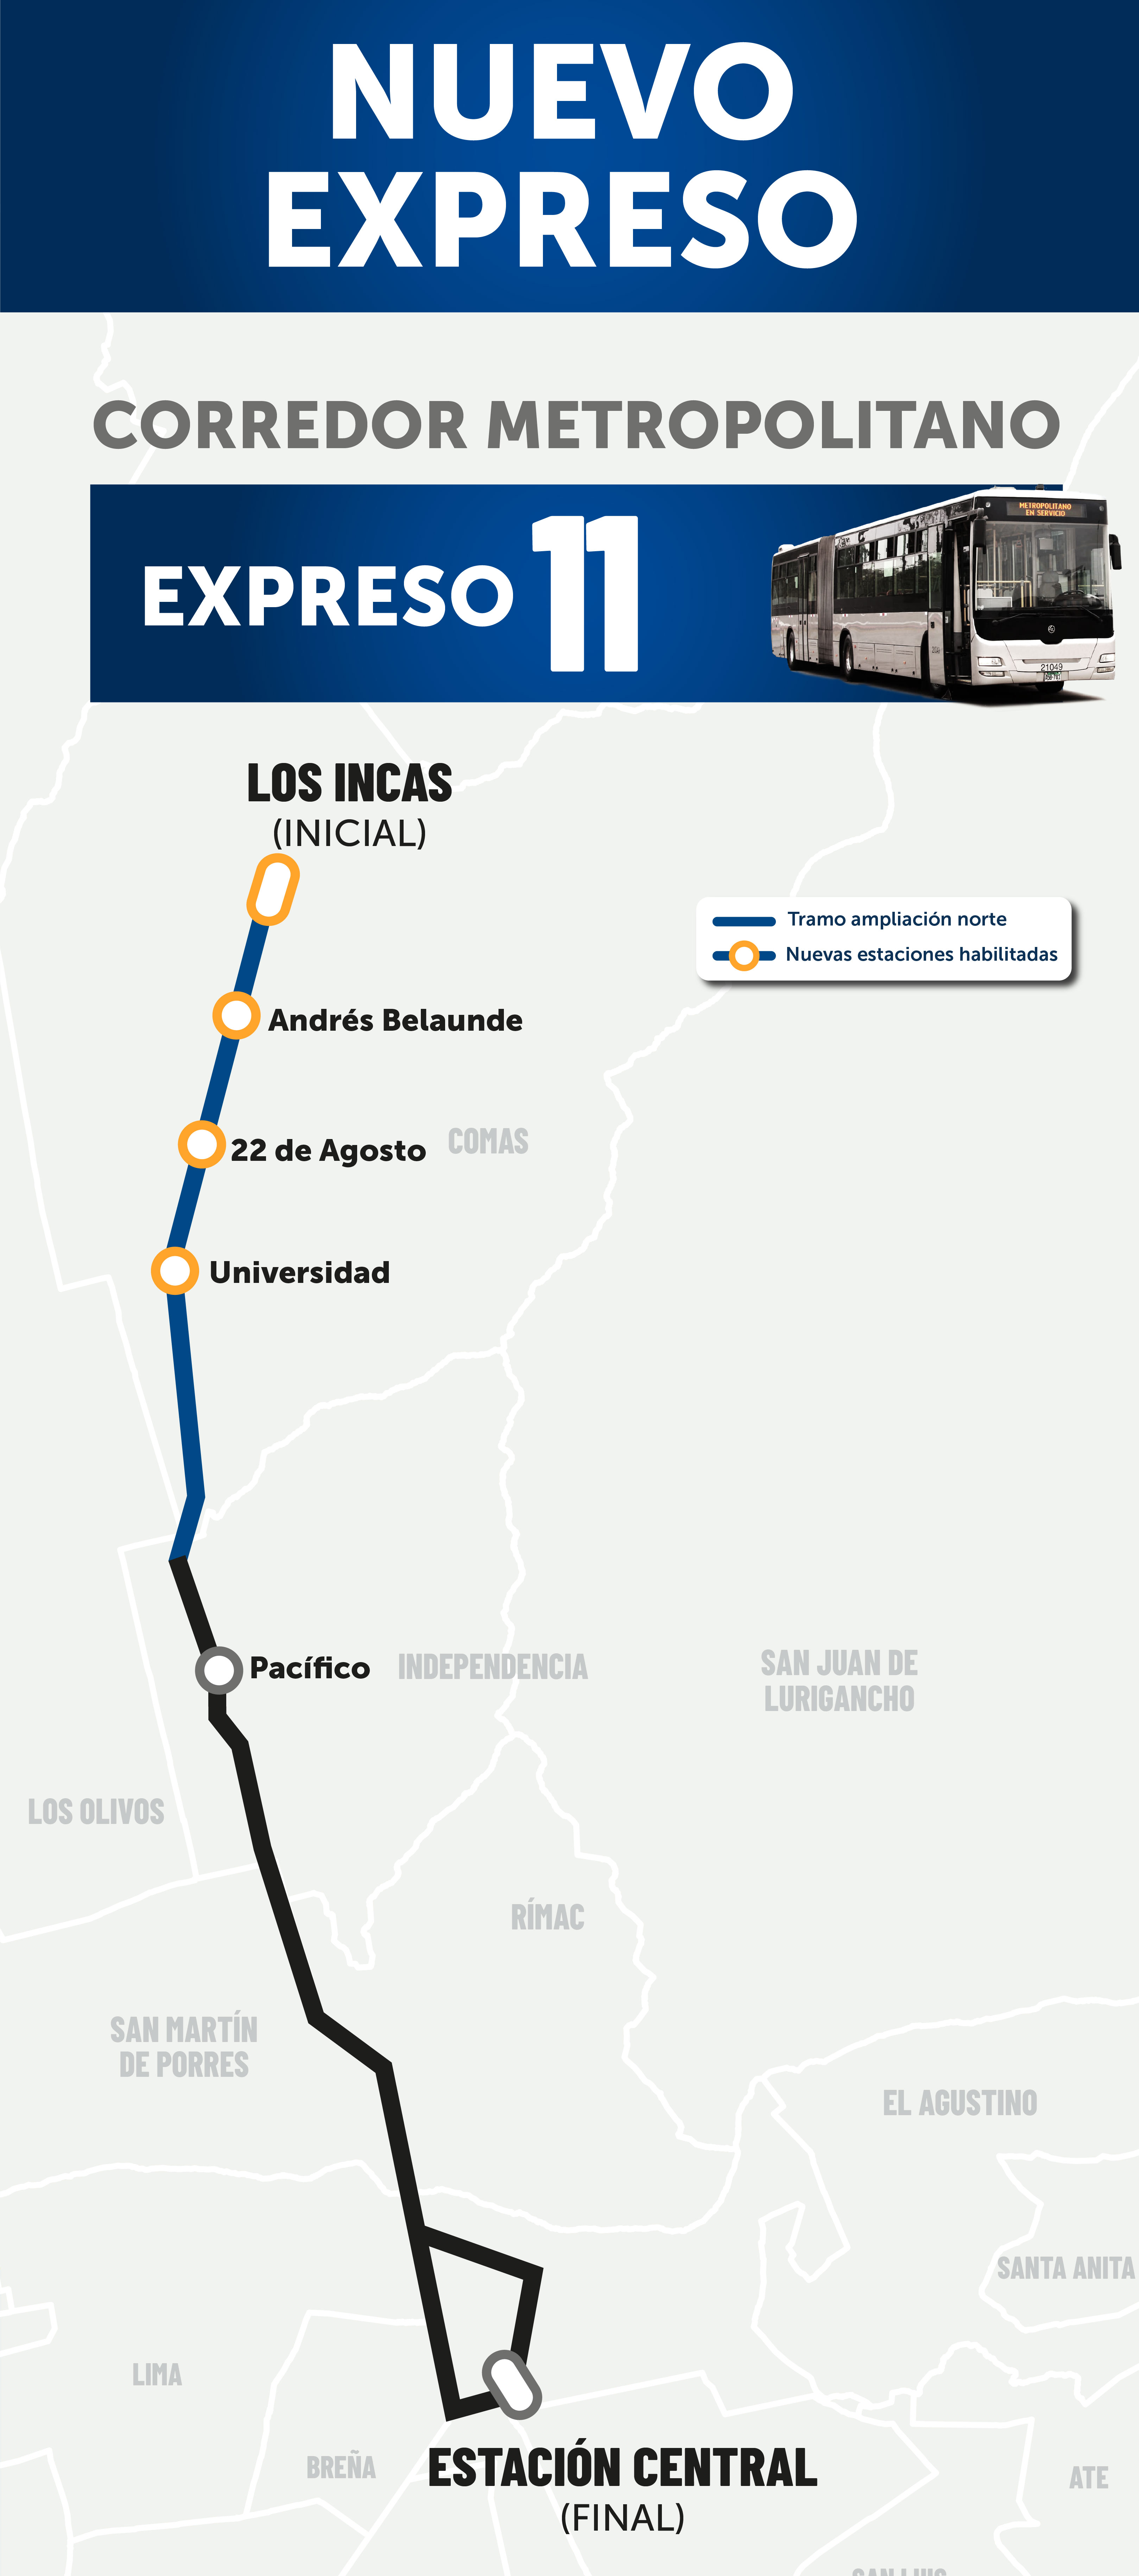 NUEVO
EXPRESO
CORREDOR METROPOLITANO
EXPRESO 11
METROPOLITANO
EN SERVICIO
21049
LOS INCAS
(INICIAL)
Tramo ampliación norte
Nuevas estaciones habilitadas
Andrés Belaunde
22 de Agosto
COMAS
Universidad
Pacífico
INDEPENDENCIA
SAN JUAN DE
LURIGANCHO
LOS OLIVOS
RÍMAC
SAN MARTÍN
DE PORRES
EL AGUSTINO
SANTA ANITA
LIMA
BREÑA
ESTACIÓN CENTRAL
(FINAL)
ATE
SAN LUIS